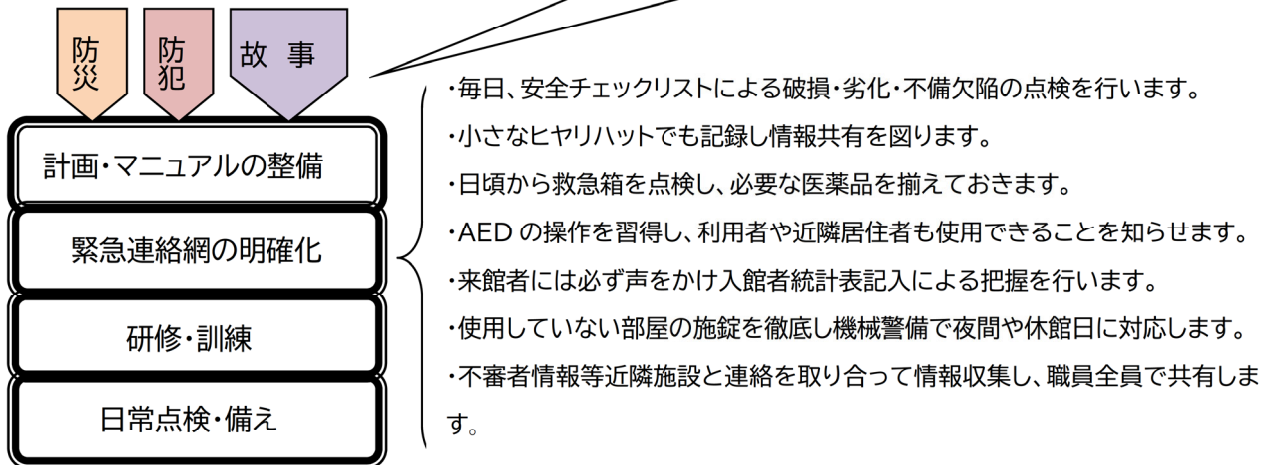 防災
防犯
故 事
計画・マニュアルの整備
緊急連絡網の明確化
研修・訓練
日常点検・備え
・毎日、安全チェックリストによる破損・劣化・不備欠陥の点検を行います。
・小さなヒヤリハットでも記録し情報共有を図ります。
・日頃から救急箱を点検し、必要な医薬品を揃えておきます。
・AED の操作を習得し、利用者や近隣居住者も使用できることを知らせます。
・来館者には必ず声をかけ入館者統計表記入による把握を行います。
・使用していない部屋の施錠を徹底し機械警備で夜間や休館日に対応します。
・不審者情報等近隣施設と連絡を取り合って情報収集し、職員全員で共有しま
す。